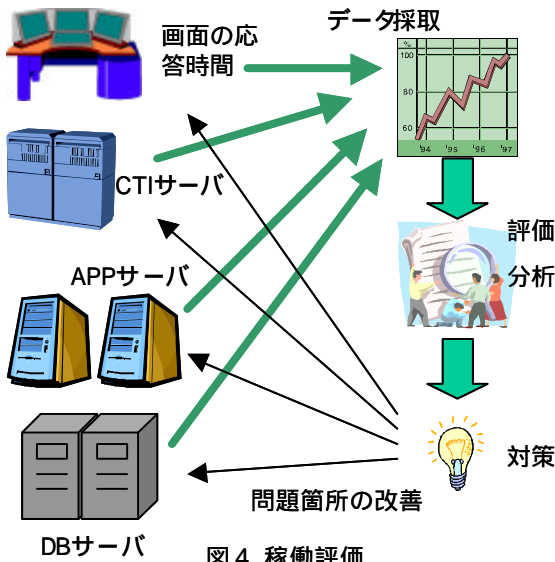 データ採取
画面の応
答時間
%
100
80
60
'94 '95 '96 '97
CTIサーバ
評価
分析
APPサーバ
対策
問題箇所の改善
DBサーバ
図4 稼働評価